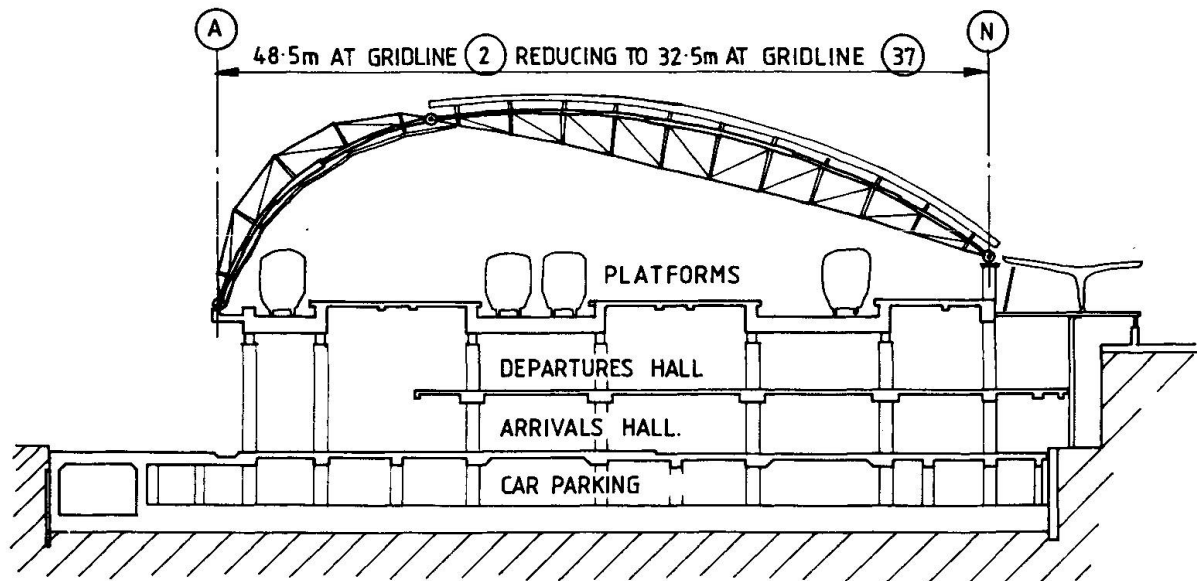 A N
48·5m AT GRIDLINE 2 REDUCING TO 32·5m AT GRIDLINE 37
PLATFORMS
DEPARTURES HALL
ARRIVALS HALL.
CAR PARKING